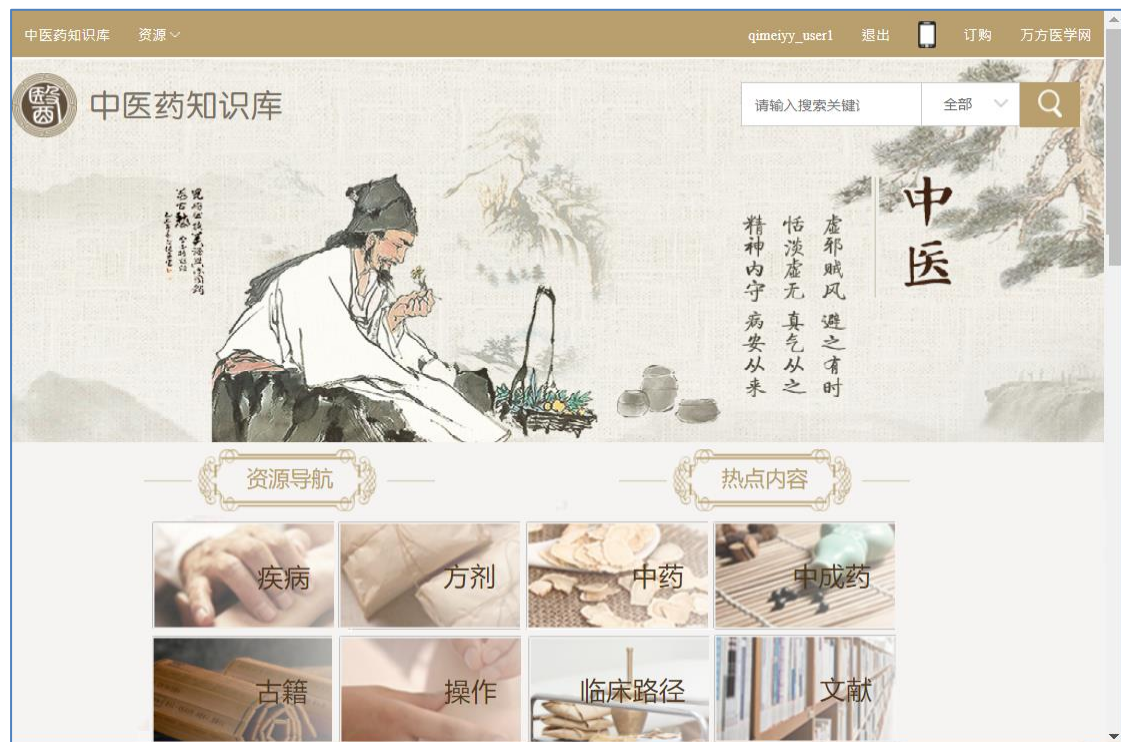 中医药知识库
资源
qimeiyy_user1
退出
订购
万方医学网
中医药知识库
请输入搜索关键
全部
中医
虚邪贼风 避之有时
恬淡虚无 真气从之
精神内守 病安从来
资源导航
热点内容
疾病
方剂
中药
中成药
古籍
操作
临床路径
文献